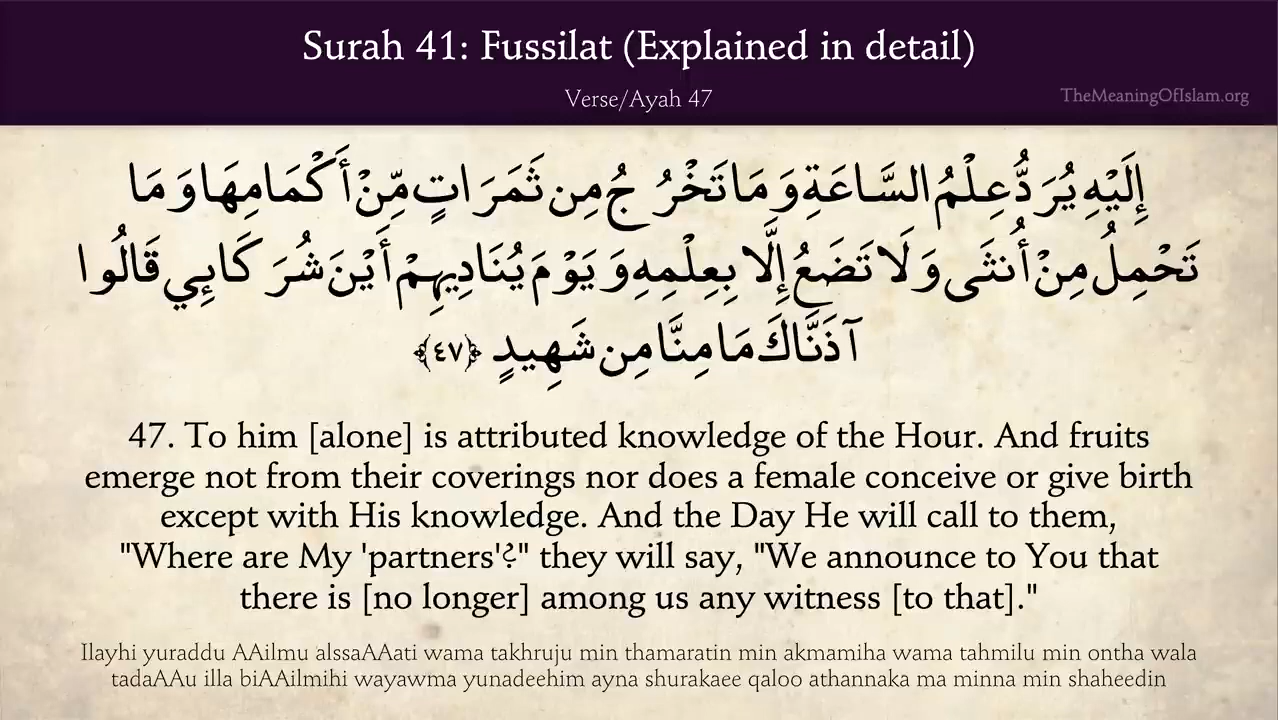 Surah 41: Fussilat (Explained in detail)
Verse/Ayah 47
TheMeaningOfIslam.org
إِلَيْهِ يُرَدُّ عِلْمُ السَّاعَةِ وَمَا تَخْرُجُ مِن ثَمَرَاتٍ مِّنْ أَكْمَامِهَا وَمَا
تَحْمِلُ مِنْ أُنثَى وَلَا تَضَعُ إِلَّا بِعِلْمِهِ وَيَوْمَ يُنَادِيهِمْ أَيْنَ شُرَكَائِي قَالُوا
آذَنَّاكَ مَا مِنَّا مِن شَهِيدٍ ﴿٤٧﴾
47. To him [alone] is attributed knowledge of the Hour. And fruits
emerge not from their coverings nor does a female conceive or give birth
except with His knowledge. And the Day He will call to them,
"Where are My 'partners'?" they will say, "We announce to You that
there is [no longer] among us any witness [to that]."
Ilayhi yuraddu AAilmu alssaAAati wama takhruju min thamaratin min akmamiha wama tahmilu min ontha wala
tadaAAu illa biAAilmihi wayawma yunadeehim ayna shurakaee qaloo athannaka ma minna min shaheedin